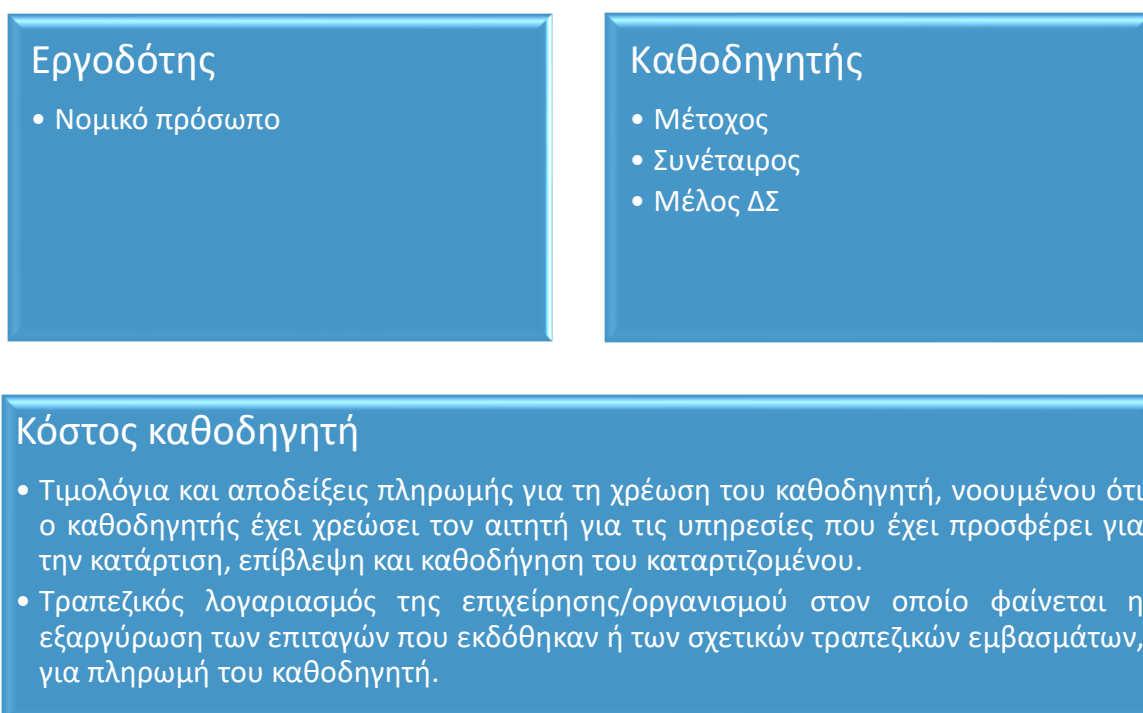 Εργοδότης
• Νομικό πρόσωπο
Καθοδηγητής
• Μέτοχος
• Συνέταιρος
• Μέλος ΔΣ
Κόστος καθοδηγητή
• Τιμολόγια και αποδείξεις πληρωμής για τη χρέωση του καθοδηγητή, νοουμένου ότι
ο καθοδηγητής έχει χρεώσει τον αιτητή για τις υπηρεσίες που έχει προσφέρει για
την κατάρτιση, επίβλεψη και καθοδήγηση του καταρτιζομένου.
• Τραπεζικός λογαριασμός της επιχείρησης/οργανισμού στον οποίο φαίνεται η
εξαργύρωση των επιταγών που εκδόθηκαν ή των σχετικών τραπεζικών εμβασμάτων,
για πληρωμή του καθοδηγητή.